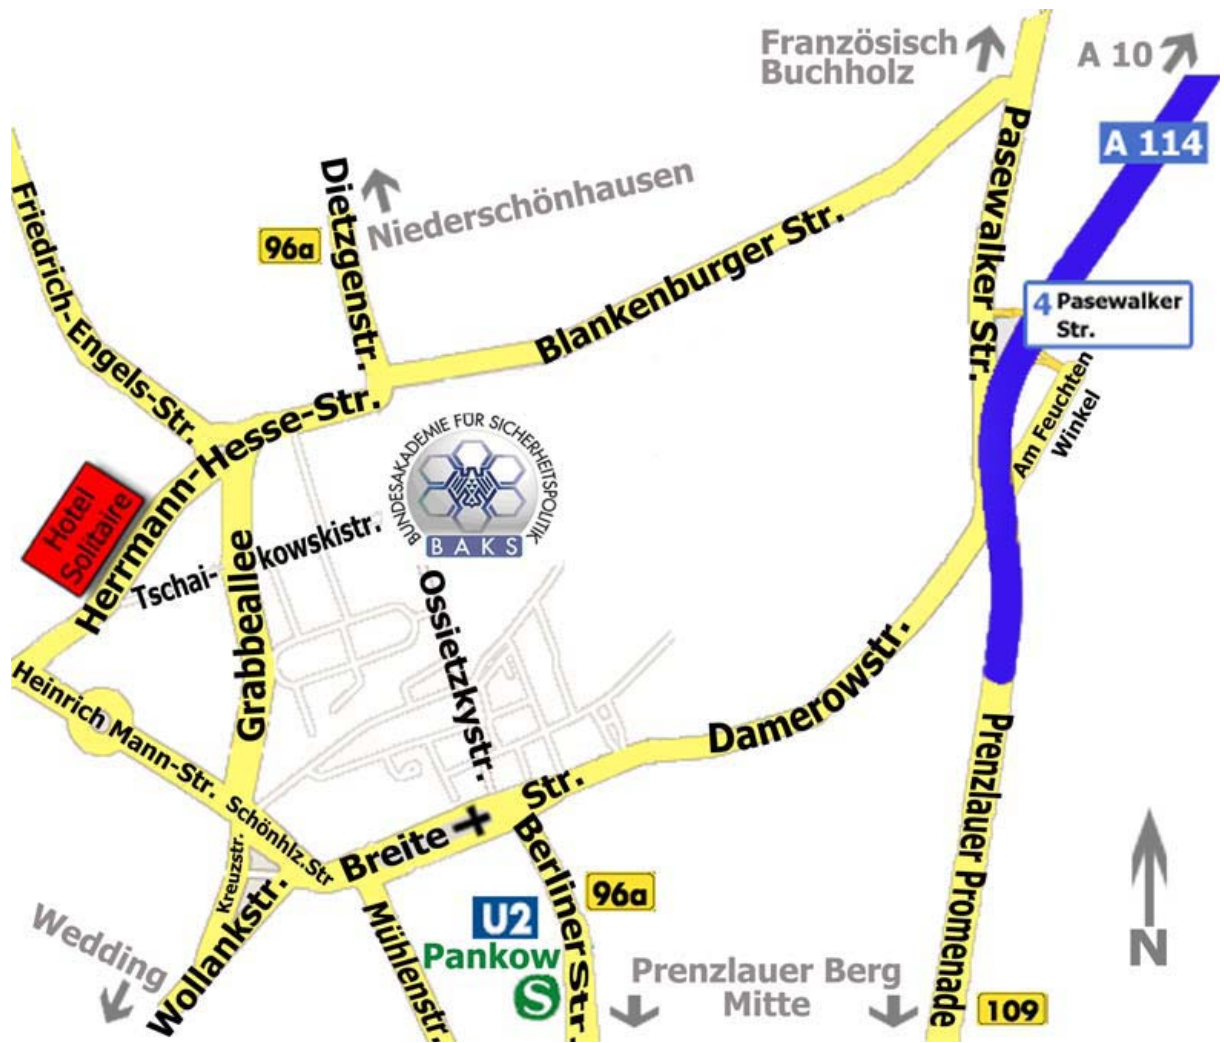 Französisch
Buchholz
A 10
A 114
Pasewalker Str.
Dietzgenstr.
Niederschönhausen
96a
Friedrich-Engels-Str.
Blankenburger Str.
4 Pasewalker
Str.
Am Feuchten
Winkel
Herrmann-Hesse-Str.
BUNDESAKADEMIE FÜR SICHERHEITSPOLITIK
BAKS
Hotel
Solitaire
Tschai-kowskistr.
Grabbeallee
Ossietzkystr.
Heinrich Mann-Str.
Damerowstr.
Schönhlz.Str
Kreuzstr.
Breite Str.
Berliner Str.
96a
Wollankstr.
Mühlenstr.
U2
Pankow
S
Wedding
Prenzlauer Berg
Mitte
Prenzlauer Promenade
109
N